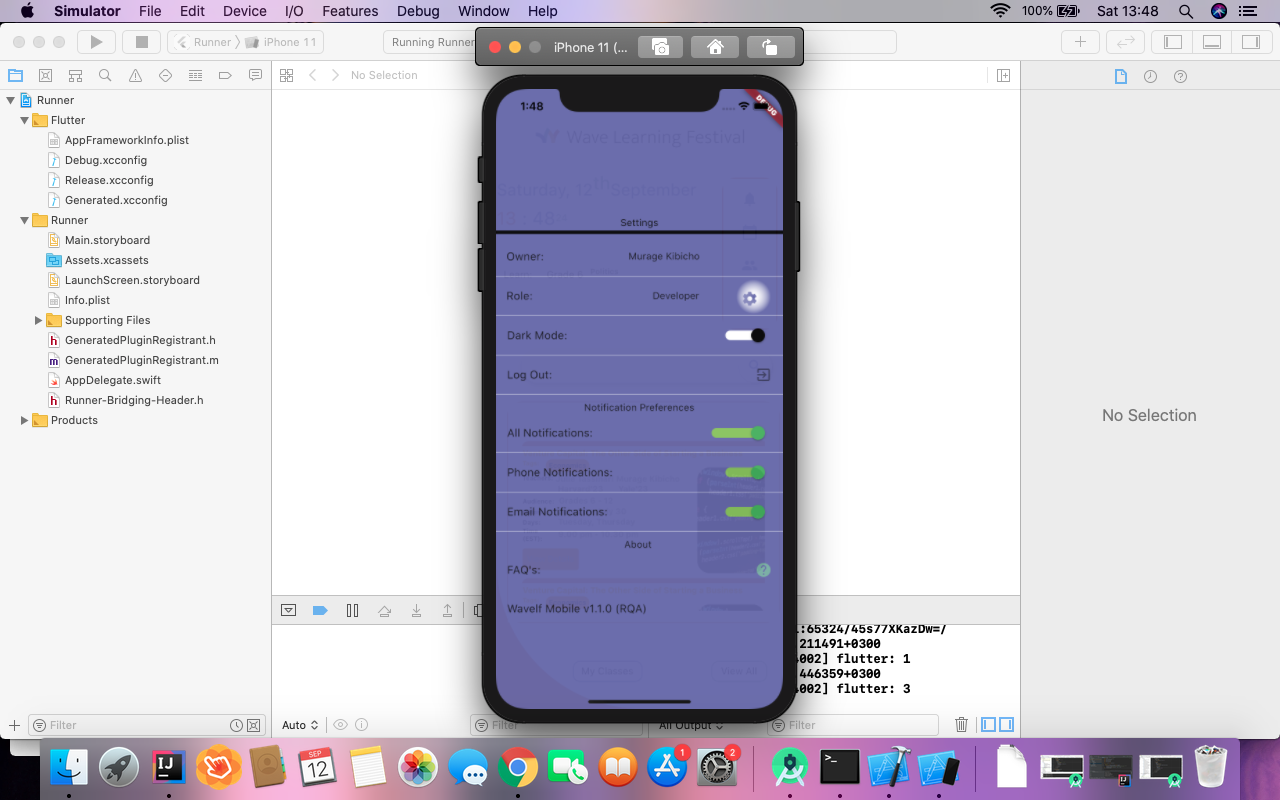 Simulator File Edit Device I/O Features Debug Window Help 100% Sat 13:48
Runner iPhone 11 Running Runner
iPhone 11 (...
No Selection
Runner
Flutter
AppFrameworkInfo.plist
Debug.xcconfig
Release.xcconfig
Generated.xcconfig
Runner
Main.storyboard
Assets.xcassets
LaunchScreen.storyboard
Info.plist
Supporting Files
GeneratedPluginRegistrant.h
GeneratedPluginRegistrant.m
AppDelegate.swift
Runner-Bridging-Header.h
Products
1:48
DEBUG
Wave Learning Festival
Saturday, 12th September
13 : 48
Settings
Owner: Murage Kibicho
Role: Developer
Dark Mode:
Log Out:
Notification Preferences
All Notifications:
Phone Notifications:
Email Notifications:
About
FAQ's:
?
Wavelf Mobile v1.1.0 (RQA)
My Classes View All
No Selection
:65324/45s77XKazDw=/
211491+0300
002] flutter: 1
446359+0300
002] flutter: 3
Filter
Auto
Filter
All Output
Filter
SEP
12
IJ
1
2
>_